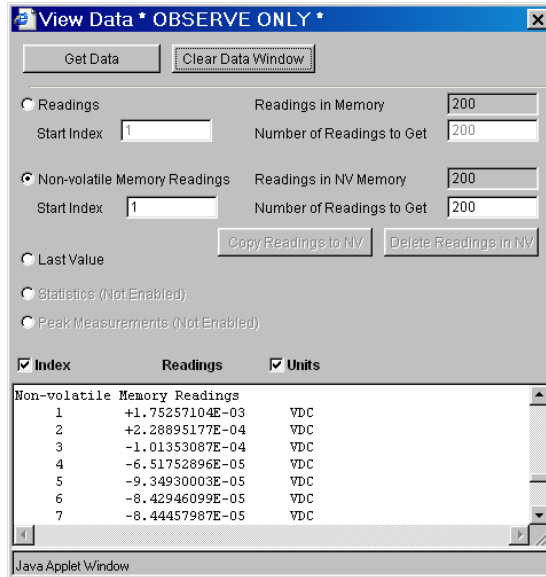 View Data * OBSERVE ONLY *
Get Data Clear Data Window
Readings Readings in Memory 200
Start Index 1 Number of Readings to Get 200
Non-volatile Memory Readings Readings in NV Memory 200
Start Index 1 Number of Readings to Get 200
Copy Readings to NV Delete Readings in NV
Last Value
Statistics (Not Enabled)
Peak Measurements (Not Enabled)
Index Readings Units
Non-volatile Memory Readings
1 +1.75257104E-03 VDC
2 +2.28895177E-04 VDC
3 -1.01353087E-04 VDC
4 -6.51752896E-05 VDC
5 -9.34930003E-05 VDC
6 -8.42946099E-05 VDC
7 -8.44457987E-05 VDC
Java Applet Window